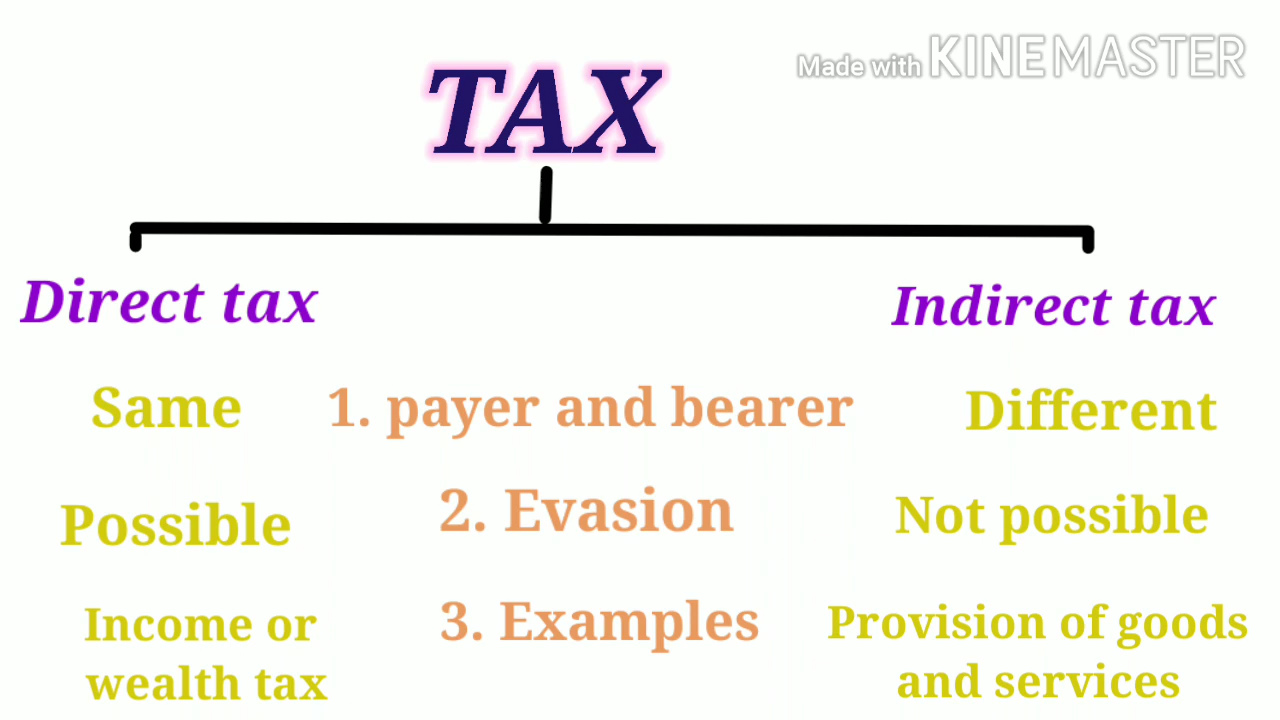 Made with KINEMASTER
TAX
Direct tax
Indirect tax
Same
1. payer and bearer
Different
Possible
2. Evasion
Not possible
Income or
wealth tax
3. Examples
Provision of goods
and services